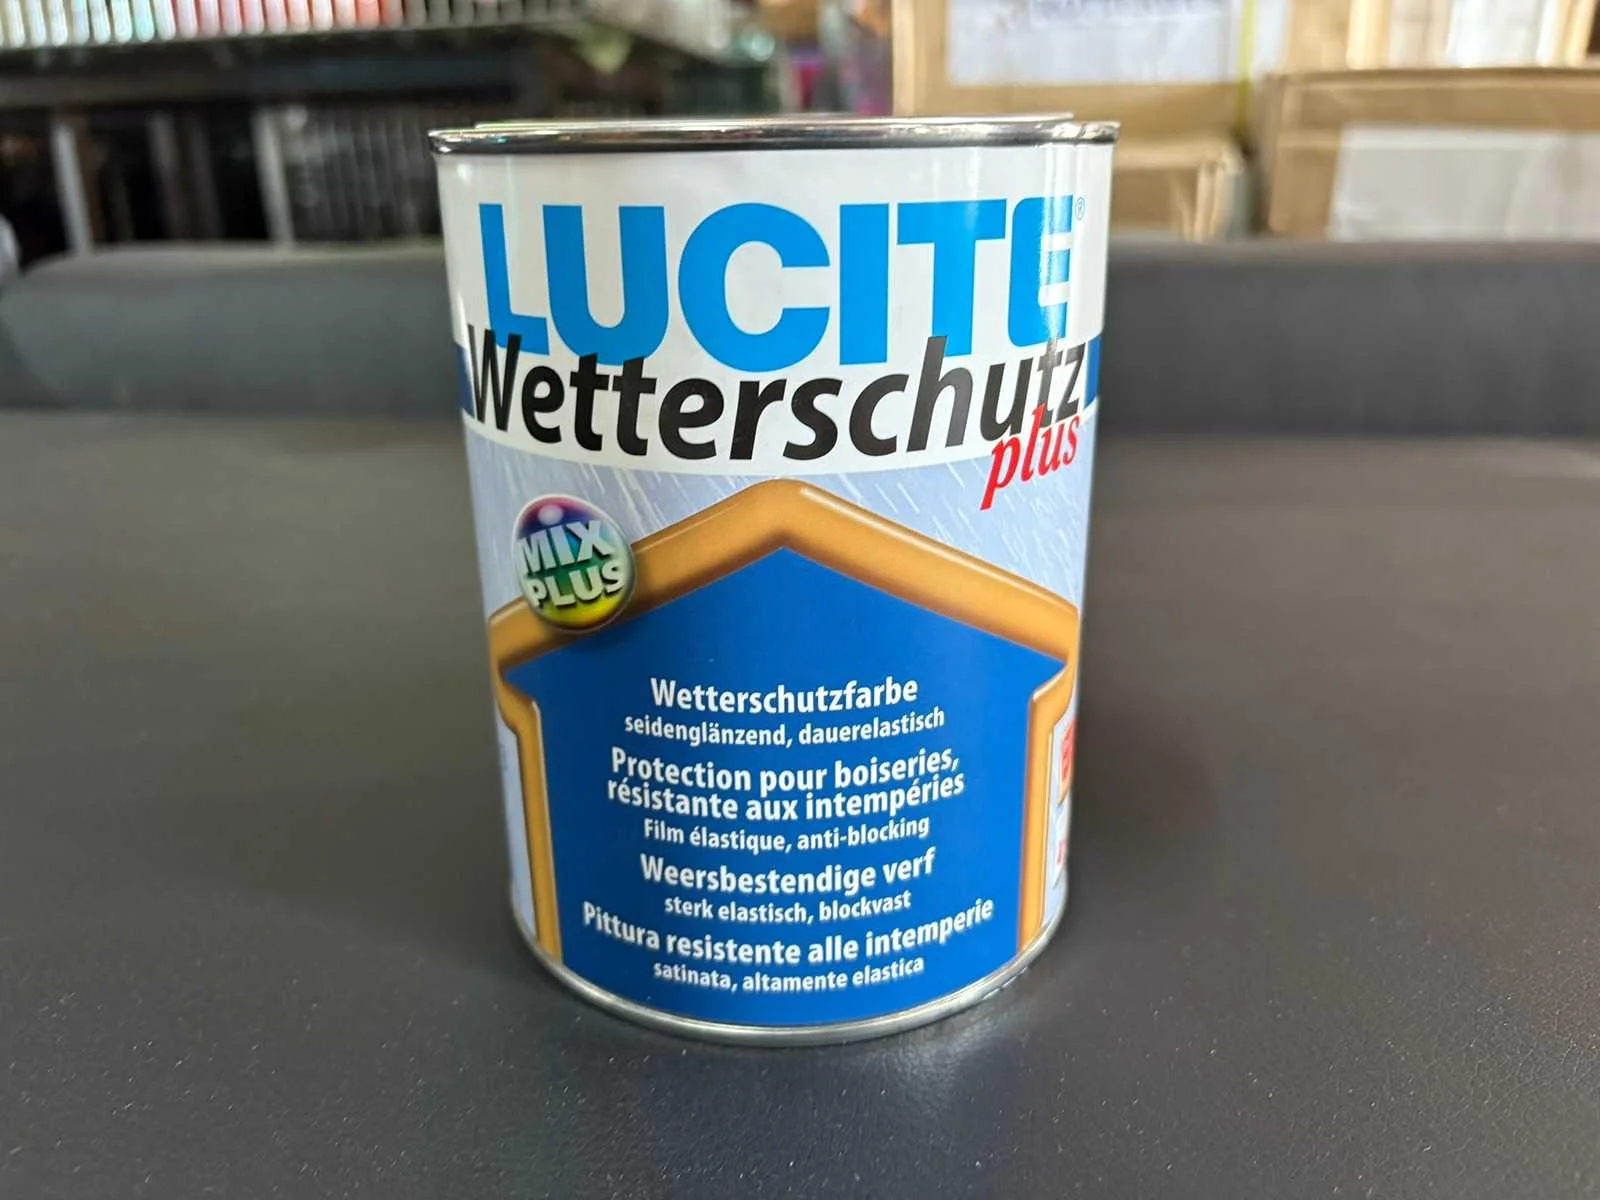 LUCITE®
Wetterschutz
plus
MIX
PLUS
Wetterschutzfarbe
seidenglänzend, dauerelastisch
Protection pour boiseries,
résistante aux intempéries
Film élastique, anti-blocking
Weersbestendige verf
sterk elastisch, blockvast
Pittura resistente alle intemperie
satinata, altamente elastica